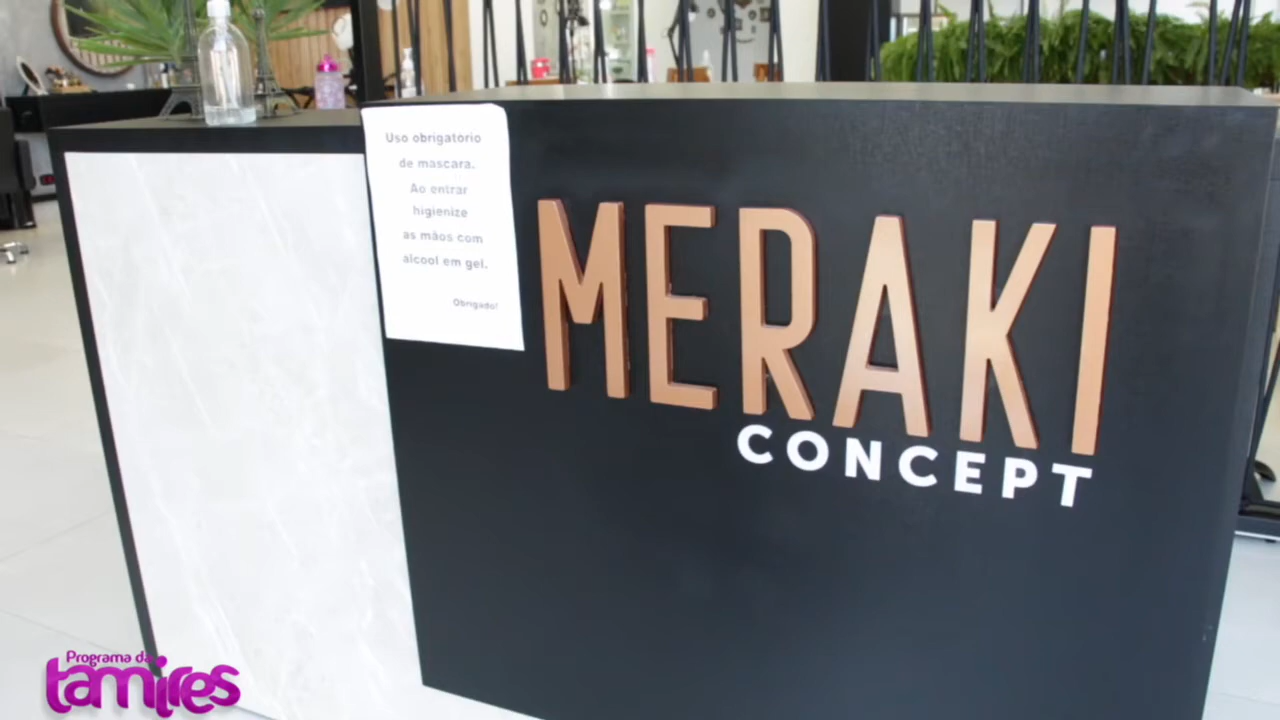 Uso obrigatorio
de mascara.
Ao entrar
higienize
as mãos com
alcool em gel.
Obrigado!
MERAKI
CONCEPT
Programa da
tamires